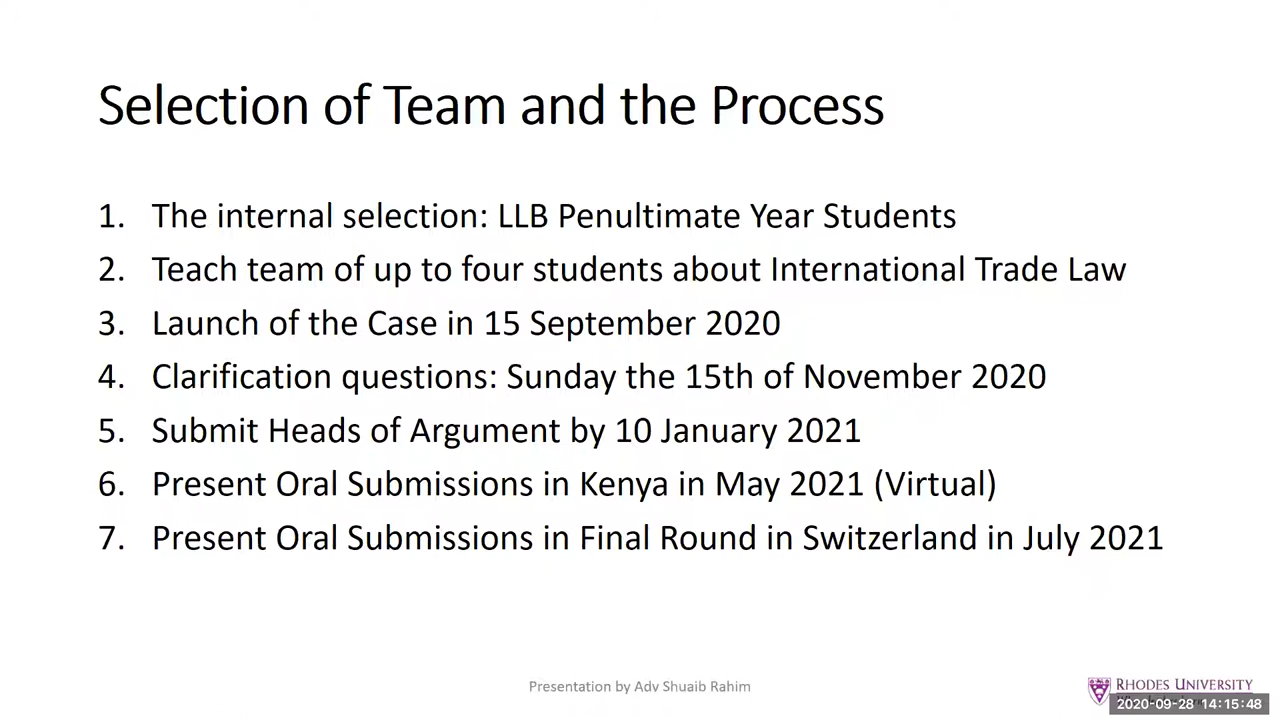 Selection of Team and the Process
1. The internal selection: LLB Penultimate Year Students
2. Teach team of up to four students about International Trade Law
3. Launch of the Case in 15 September 2020
4. Clarification questions: Sunday the 15th of November 2020
5. Submit Heads of Argument by 10 January 2021
6. Present Oral Submissions in Kenya in May 2021 (Virtual)
7. Present Oral Submissions in Final Round in Switzerland in July 2021
Presentation by Adv Shuaib Rahim
RHODES UNIVERSITY
2020-09-28 14:15:48